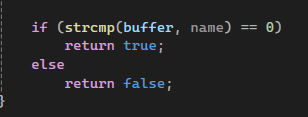 if (strcmp(buffer, name) == 0)
    return true;
else
    return false;
}